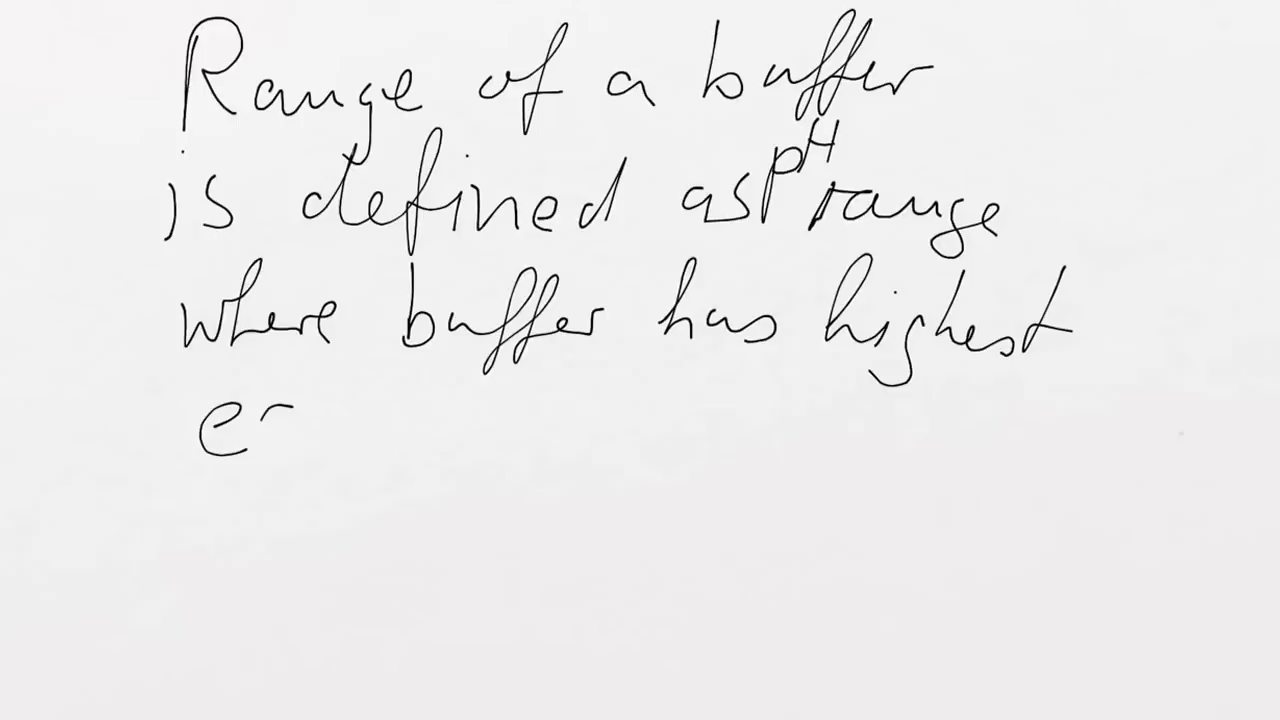 Range of a buffer
is defined as pH range
where buffer has highest
e